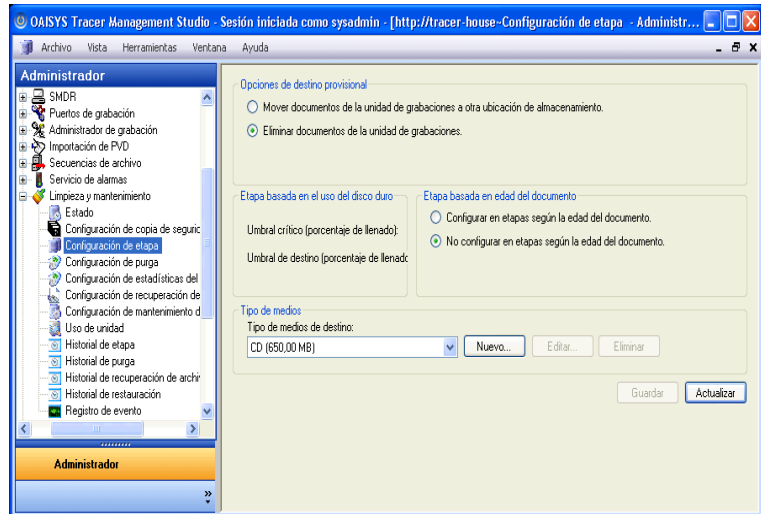 OAISYS Tracer Management Studio - Sesión iniciada como sysadmin - [http://tracer-house~Configuración de etapa - Administr...
Archivo Vista Herramientas Ventana Ayuda
Administrador
SMDR
Puertos de grabación
Administrador de grabación
Importación de PVD
Secuencias de archivo
Servicio de alarmas
Limpieza y mantenimiento
Estado
Configuración de copia de seguric
Configuración de etapa
Configuración de purga
Configuración de estadísticas del
Configuración de recuperación de
Configuración de mantenimiento d
Uso de unidad
Historial de etapa
Historial de purga
Historial de recuperación de archiv
Historial de restauración
Registro de evento
Administrador
Opciones de destino provisional
Mover documentos de la unidad de grabaciones a otra ubicación de almacenamiento.
Eliminar documentos de la unidad de grabaciones.
Etapa basada en el uso del disco duro
Umbral crítico (porcentaje de llenado):
Umbral de destino (porcentaje de llenadc
Etapa basada en edad del documento
Configurar en etapas según la edad del documento.
No configurar en etapas según la edad del documento.
Tipo de medios
Tipo de medios de destino:
CD (650,00 MB)
Nuevo... Editar... Eliminar
Guardar Actualizar